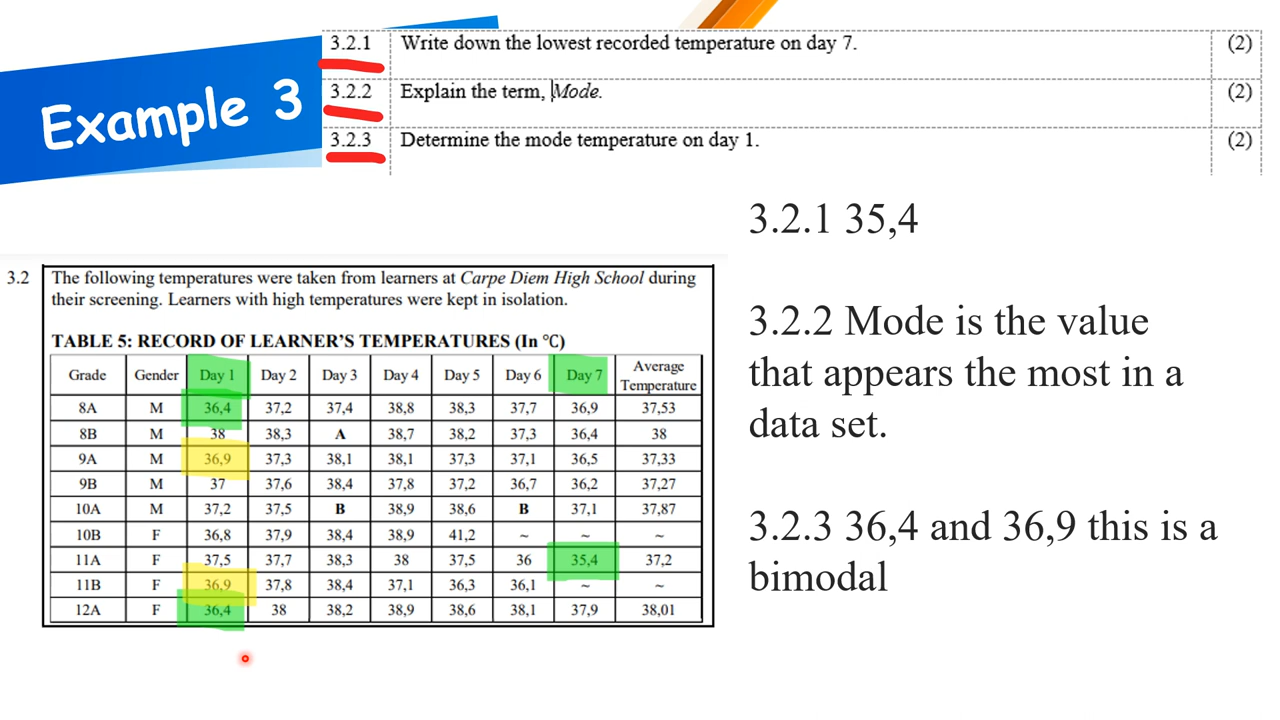 3.2.1 Write down the lowest recorded temperature on day 7. (2)
3.2.2 Explain the term, Mode. (2)
3.2.3 Determine the mode temperature on day 1. (2)
Example 3
3.2.1 35,4
3.2.2 Mode is the value
that appears the most in a
data set.
3.2.3 36,4 and 36,9 this is a
bimodal
3.2 The following temperatures were taken from learners at Carpe Diem High School during
their screening. Learners with high temperatures were kept in isolation.
TABLE 5: RECORD OF LEARNER'S TEMPERATURES (In °C)
Grade Gender Day 1 Day 2 Day 3 Day 4 Day 5 Day 6 Day 7 Average
Temperature
8A M 36,4 37,2 37,4 38,8 38,3 37,7 36,9 37,53
8B M 38 38,3 A 38,7 38,2 37,3 36,4 38
9A M 36,9 37,3 38,1 38,1 37,3 37,1 36,5 37,33
9B M 37 37,6 38,4 37,8 37,2 36,7 36,2 37,27
10A M 37,2 37,5 B 38,9 38,6 B 37,1 37,87
10B F 36,8 37,9 38,4 38,9 41,2 ~ ~ ~
11A F 37,5 37,7 38,3 38 37,5 36 35,4 37,2
11B F 36,9 37,8 38,4 37,1 36,3 36,1 ~ ~
12A F 36,4 38 38,2 38,9 38,6 38,1 37,9 38,01